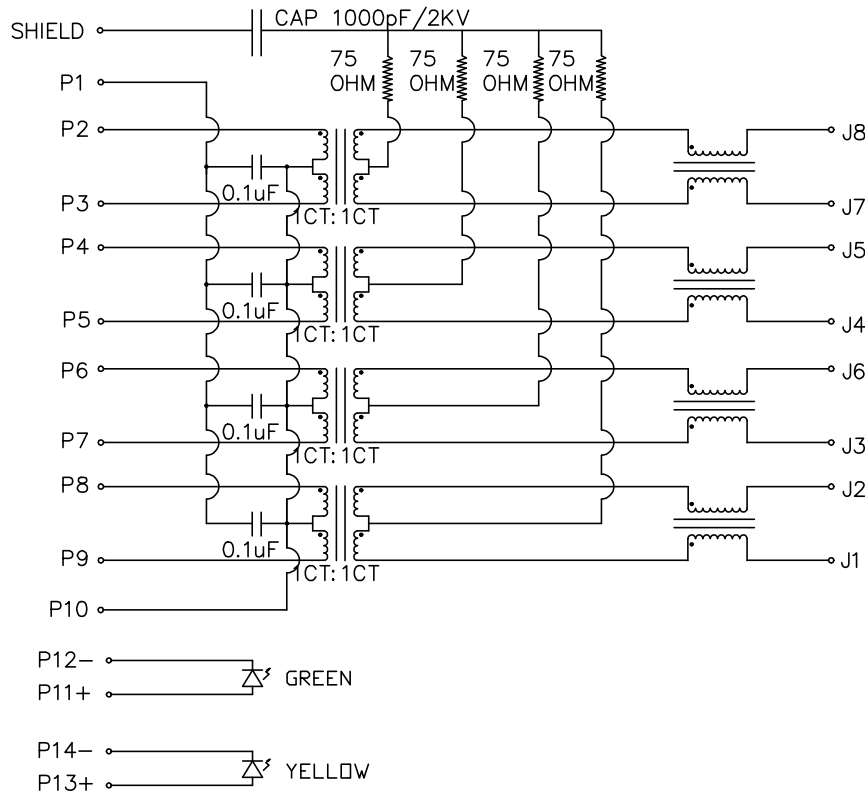 CAP 1000pF/2KV
SHIELD
75 OHM
75 OHM
75 OHM
75 OHM
P1
P2
J8
0.1uF
P3
J7
1CT:1CT
P4
J5
0.1uF
P5
J4
1CT:1CT
P6
J6
0.1uF
P7
J3
1CT:1CT
P8
J2
0.1uF
P9
J1
1CT:1CT
P10
P12-
GREEN
P11+
P14-
YELLOW
P13+